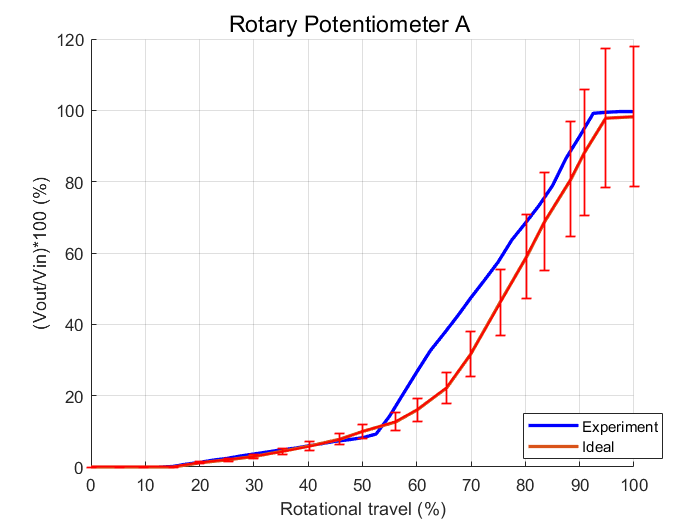 Rotary Potentiometer A
120
100
80
60
40
20
0
(Vout/Vin)*100 (%)
0 10 20 30 40 50 60 70 80 90 100
Rotational travel (%)
Experiment
Ideal